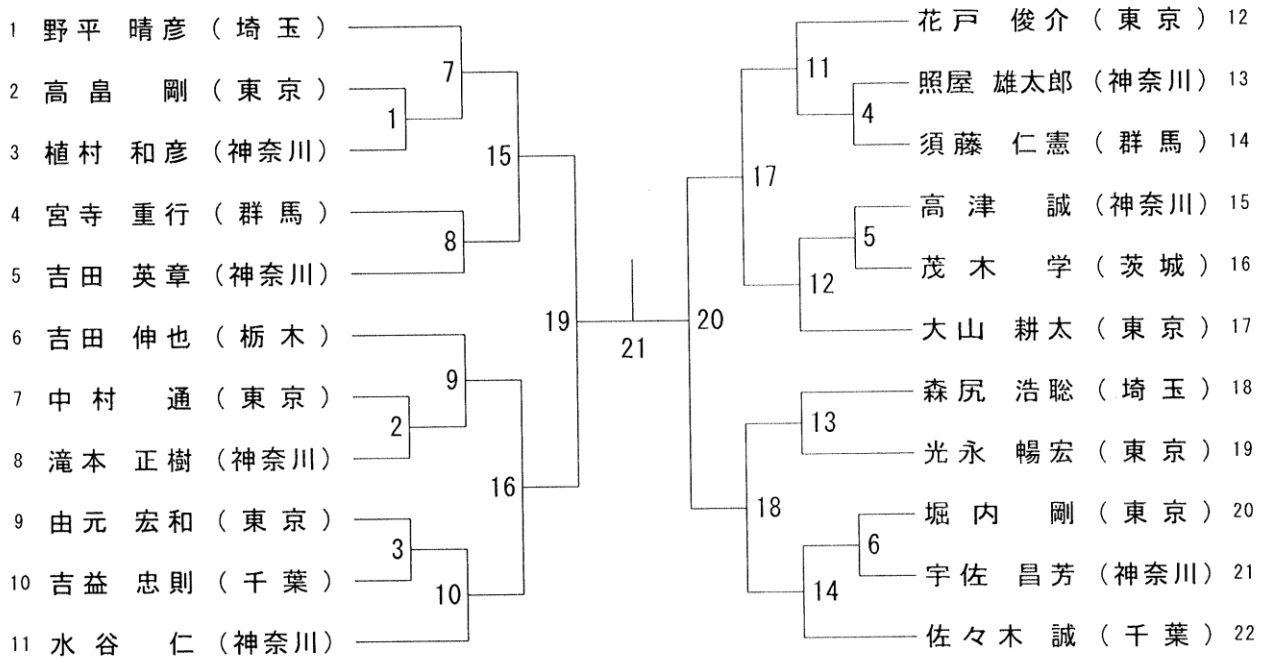 1 野平 晴彦 (埼玉)
2 高畠 剛 (東京)
3 植村 和彦 (神奈川)
4 宮寺 重行 (群馬)
5 吉田 英章 (神奈川)
6 吉田 伸也 (栃木)
7 中村 通 (東京)
8 滝本 正樹 (神奈川)
9 由元 宏和 (東京)
10 吉益 忠則 (千葉)
11 水谷 仁 (神奈川)
7
1
15
8
19
9
2
16
3
10
21
20
11
4
17
5
12
13
18
6
14
花戸 俊介 (東京) 12
照屋 雄太郎 (神奈川) 13
須藤 仁憲 (群馬) 14
高津 誠 (神奈川) 15
茂木 学 (茨城) 16
大山 耕太 (東京) 17
森尻 浩聡 (埼玉) 18
光永 暢宏 (東京) 19
堀内 剛 (東京) 20
宇佐 昌芳 (神奈川) 21
佐々木 誠 (千葉) 22